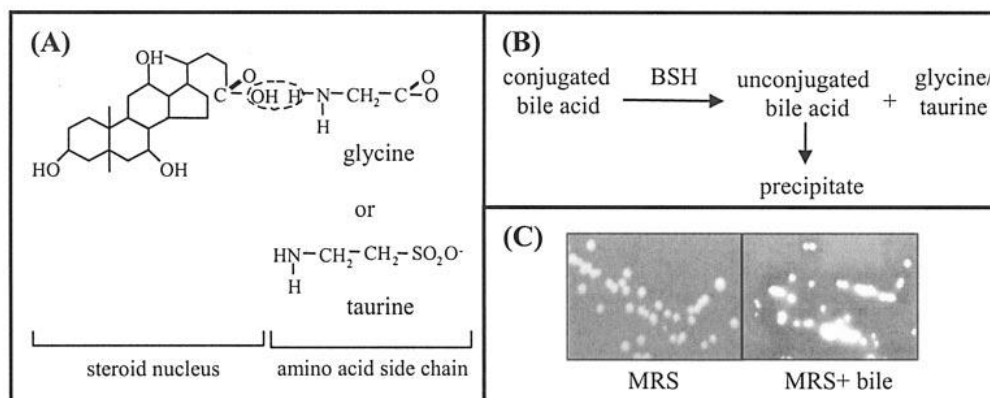 (A)
OH
C
O
OH
H
N
CH2
C
O
O
H
glycine
HO
OH
or
HN—CH2—CH2—SO2O-
H
taurine
steroid nucleus
amino acid side chain
(B)
conjugated
bile acid
BSH
unconjugated
bile acid
+
glycine/
taurine
precipitate
(C)
MRS
MRS+ bile